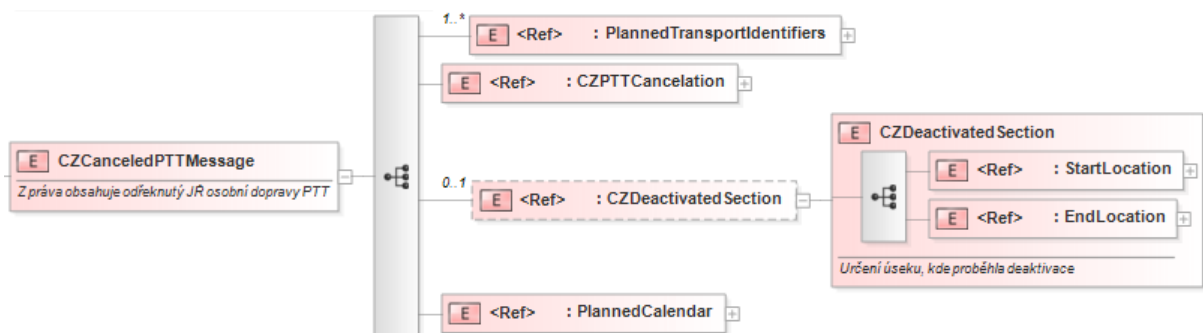 1..*
E <Ref> : PlannedTransportIdentifiers
E <Ref> : CZPTTCancelation
E CZDeactivatedSection
E CZCanceledPTTMessage
E <Ref> : StartLocation
Zpráva obsahuje odřeknutý JŘ osobní dopravy PTT
0..1
E <Ref> : CZDeactivatedSection
E <Ref> : EndLocation
Určení úseku, kde proběhla deaktivace
E <Ref> : PlannedCalendar